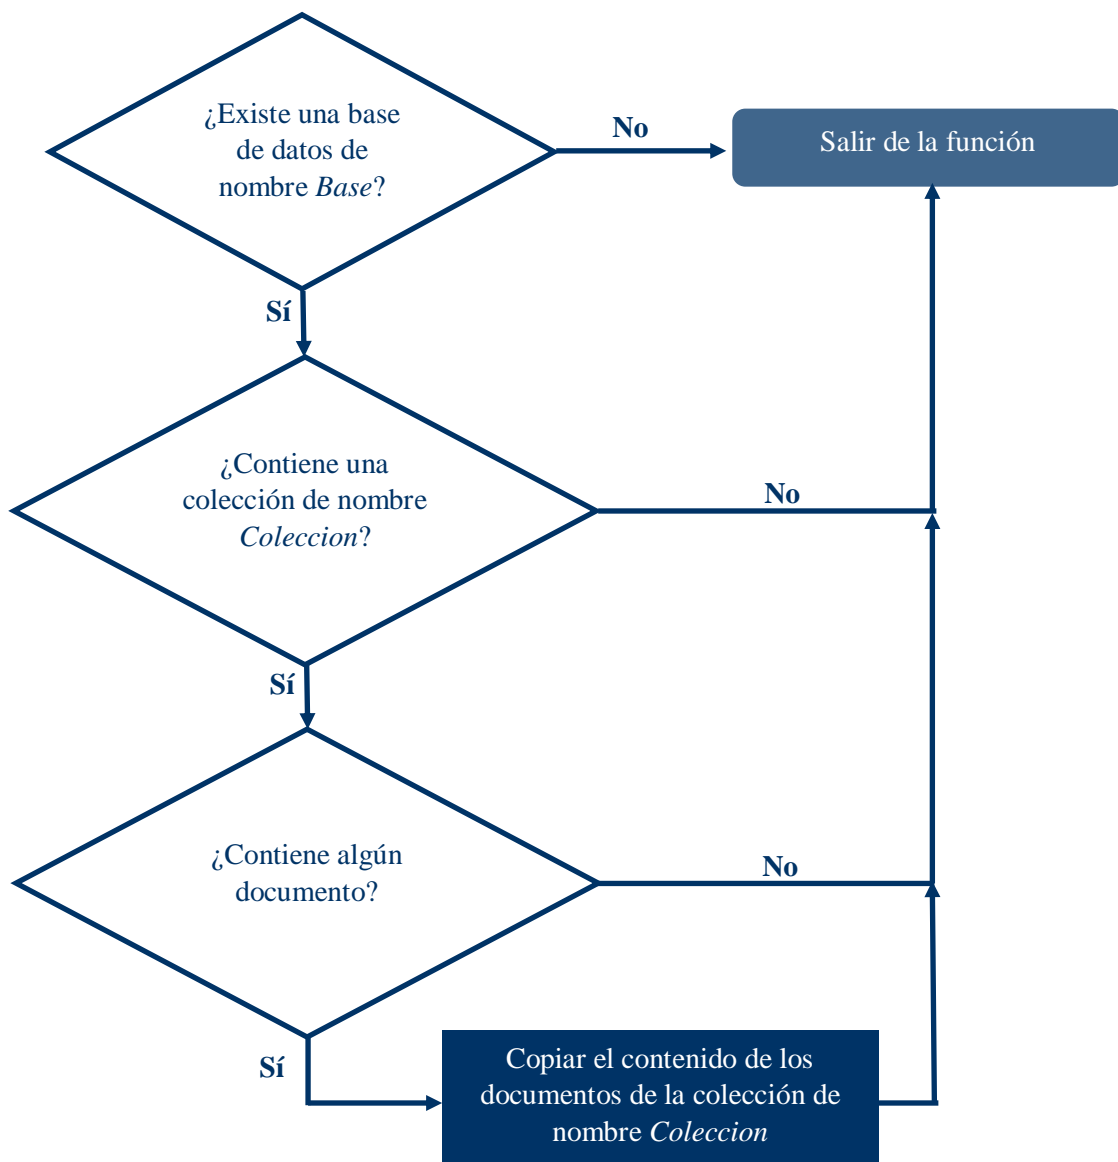 ¿Existe una base
de datos de
nombre Base?
No
Salir de la función
Sí
¿Contiene una
colección de nombre
Coleccion?
No
Sí
¿Contiene algún
documento?
No
Sí
Copiar el contenido de los
documentos de la colección de
nombre Coleccion